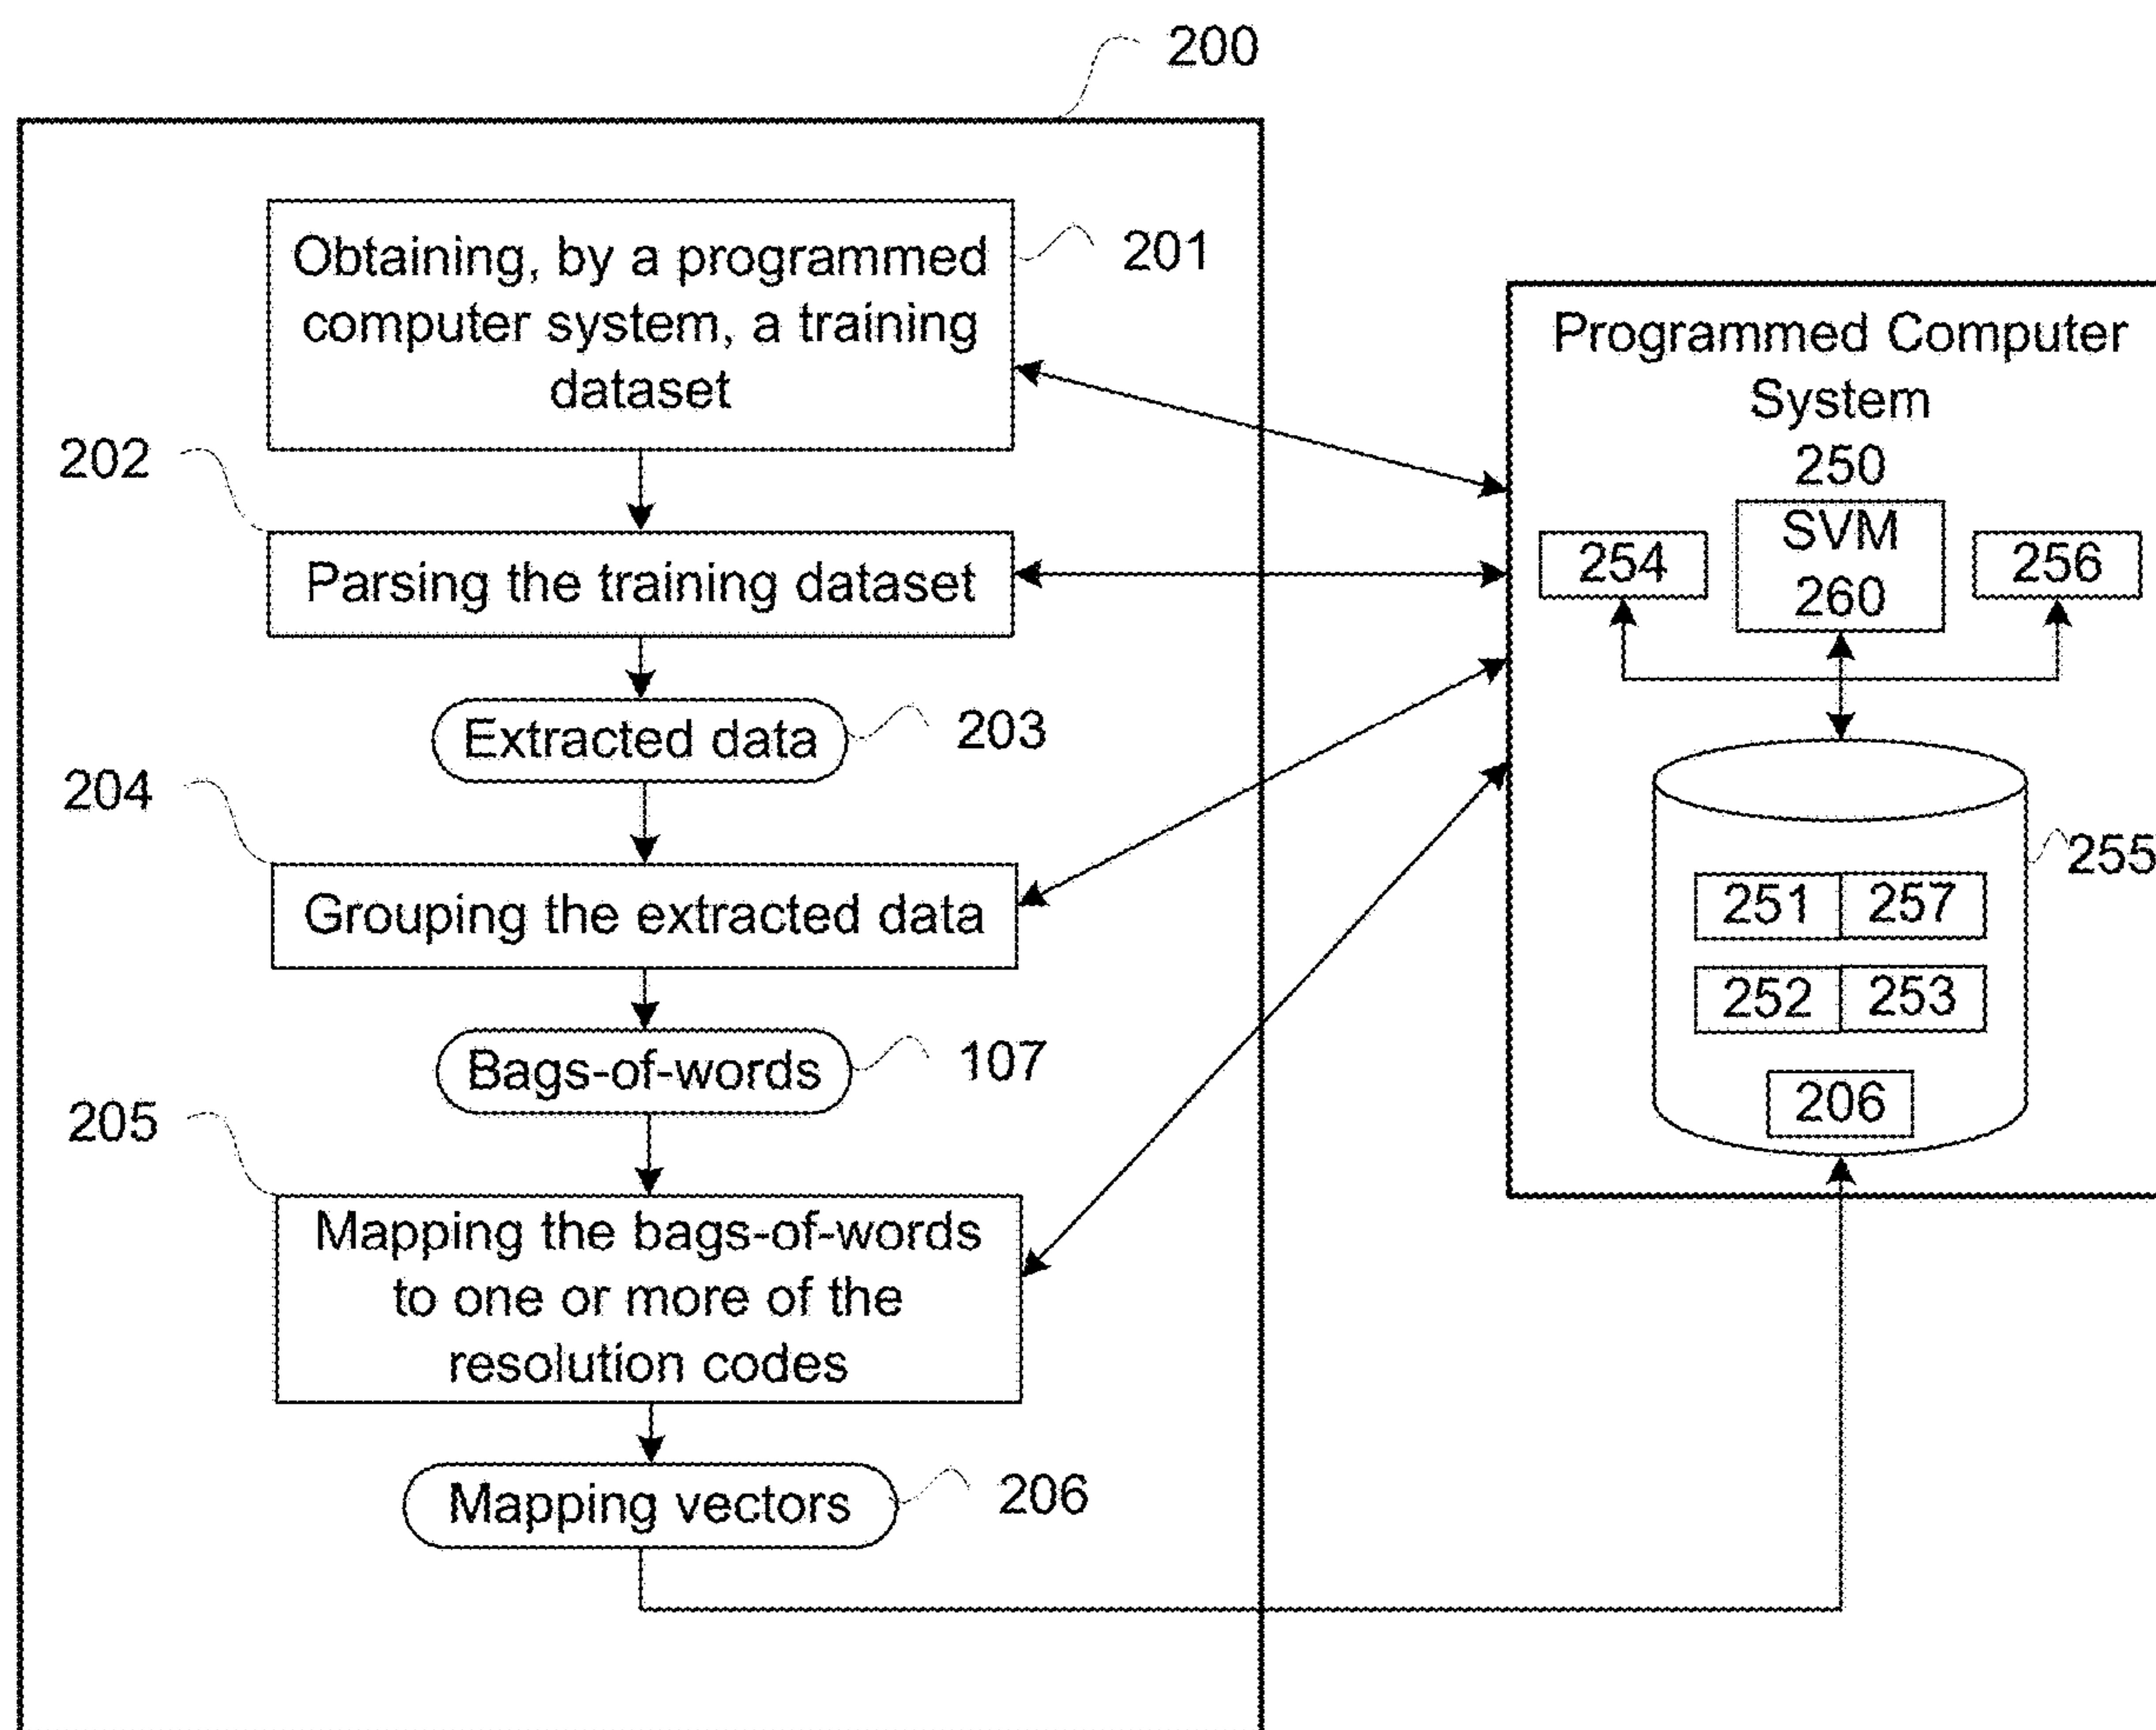 200
Obtaining, by a programmed
computer system, a training
dataset
201
202
Parsing the training dataset
Extracted data
203
204
Grouping the extracted data
Bags-of-words
107
205
Mapping the bags-of-words
to one or more of the
resolution codes
Mapping vectors
206
Programmed Computer
System
250
254
SVM
260
256
255
251 257
252 253
206